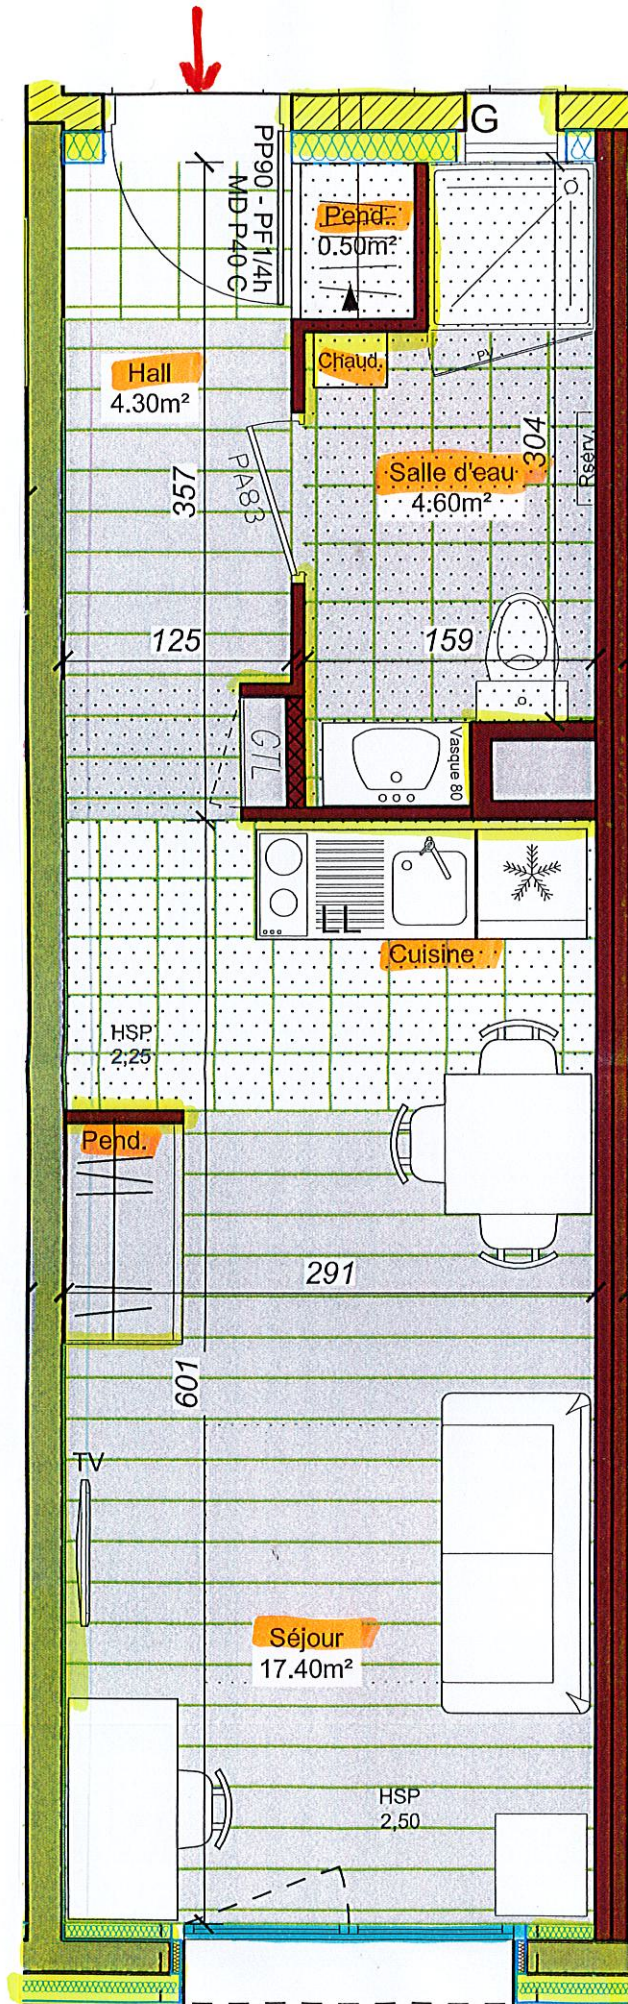 G
PP90 - PF1/4h
MD P40 C
Pend.
0.50m²
Chaud.
Hall
4.30m²
PA83
357
304
Rserv.
Salle d'eau
4.60m²
125
159
GTL
Vasque 80
LL
Cuisine
HSP
2,25
Pend.
291
601
TV
Séjour
17.40m²
HSP
2,50